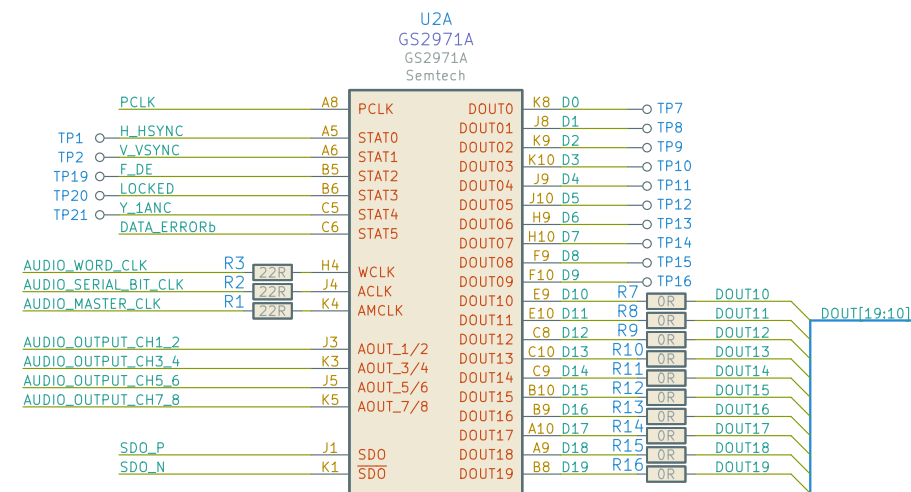 U2A
GS2971A
GS2971A
Semtech
PCLK A8 PCLK DOUT0 K8 D0 TP7
TP1 H_HSYNC A5 STAT0 DOUT01 J8 D1 TP8
TP2 V_VSYNC A6 STAT1 DOUT02 K9 D2 TP9
TP19 F_DE B5 STAT2 DOUT03 K10 D3 TP10
TP20 LOCKED B6 STAT3 DOUT04 J9 D4 TP11
TP21 Y_1ANC C5 STAT4 DOUT05 J10 D5 TP12
DATA_ERRORb C6 STAT5 DOUT06 H9 D6 TP13
DOUT07 H10 D7 TP14
AUDIO_WORD_CLK R3 22R H4 WCLK DOUT08 F9 D8 TP15
AUDIO_SERIAL_BIT_CLK R2 22R J4 ACLK DOUT09 F10 D9 TP16
AUDIO_MASTER_CLK R1 22R K4 AMCLK DOUT10 E9 D10 R7 0R DOUT10
DOUT11 E10 D11 R8 0R DOUT11 DOUT[19:10]
AUDIO_OUTPUT_CH1_2 J3 AOUT_1/2 DOUT12 C8 D12 R9 0R DOUT12
AUDIO_OUTPUT_CH3_4 K3 AOUT_3/4 DOUT13 C10 D13 R10 0R DOUT13
AUDIO_OUTPUT_CH5_6 J5 AOUT_5/6 DOUT14 C9 D14 R11 0R DOUT14
AUDIO_OUTPUT_CH7_8 K5 AOUT_7/8 DOUT15 B10 D15 R12 0R DOUT15
DOUT16 B9 D16 R13 0R DOUT16
DOUT17 A10 D17 R14 0R DOUT17
SDO_P J1 SDO DOUT18 A9 D18 R15 0R DOUT18
SDO_N K1 SDO DOUT19 B8 D19 R16 0R DOUT19